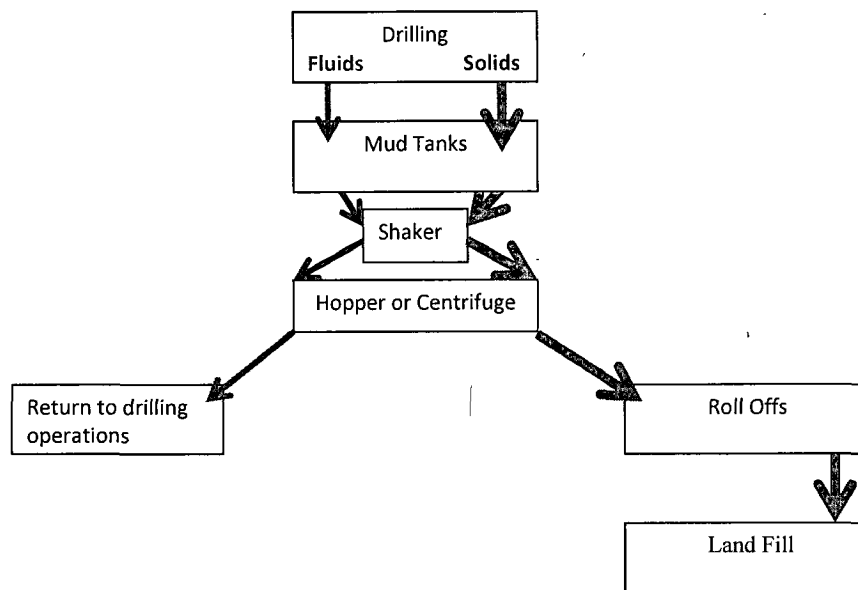 Drilling
Fluids Solids
Mud Tanks
Shaker
Hopper or Centrifuge
Return to drilling
operations
Roll Offs
Land Fill